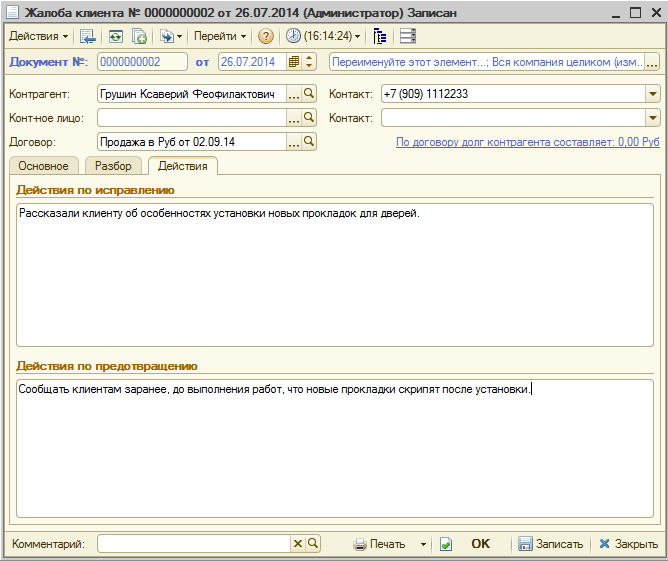 Жалоба клиента № 0000000002 от 26.07.2014 (Администратор) Записан
Действия Перейти (16:14:24)
Документ №: 0000000002 от 26.07.2014 Переименуйте этот элемент...; Вся компания целиком (изм... ...
Контрагент: Грушин Ксаверий Феофилактович ... Контакт: +7 (909) 1112233
Конт-ное лицо: ... Контакт:
Договор: Продажа в Руб от 02.09.14 ... По договору долг контрагента составляет: 0,00 Руб
Основное Разбор Действия
Действия по исправлению
Рассказали клиенту об особенностях установки новых прокладок для дверей.
Действия по предотвращению
Сообщать клиентам заранее, до выполнения работ, что новые прокладки скрипят после установки.
Комментарий: Печать OK Записать Закрыть